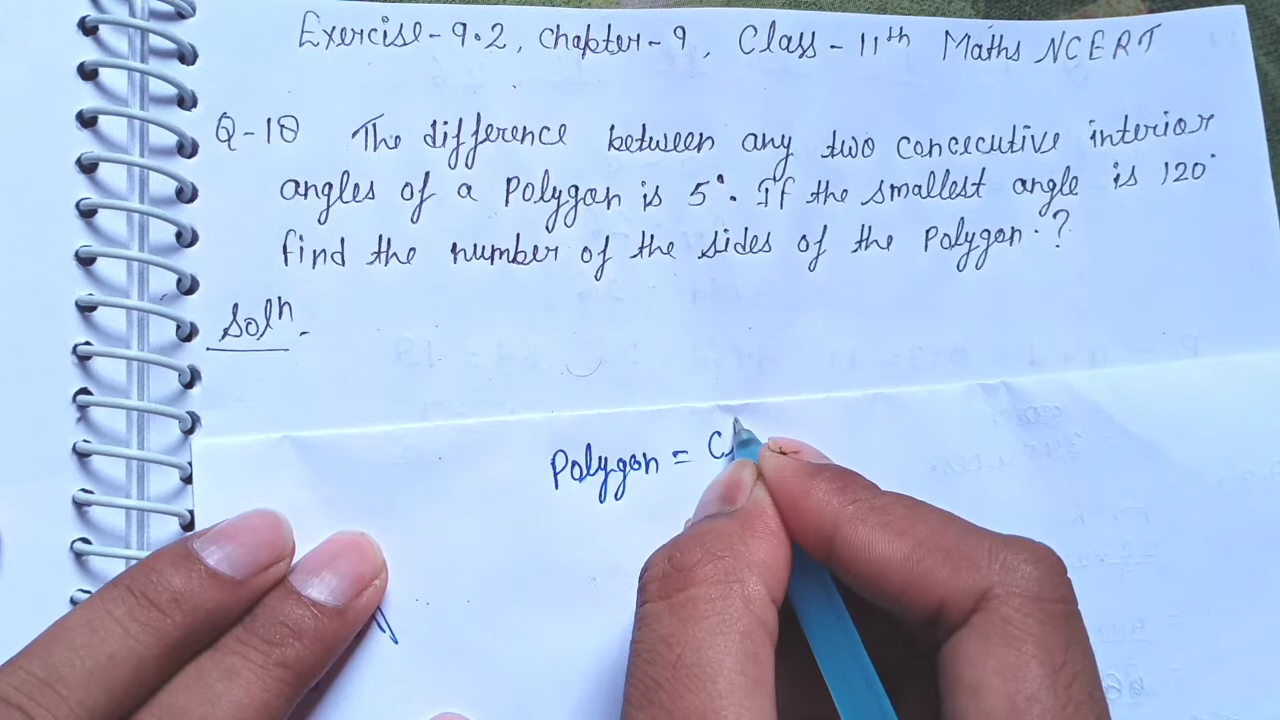 Exercise-9.2, Chapter-9, Class-11th Maths NCERT
Q-18 The difference between any two concecutive interior
angles of a Polygon is 5°. If the smallest angle is 120°
find the number of the sides of the Polygon.?
Solⁿ.
Polygon =